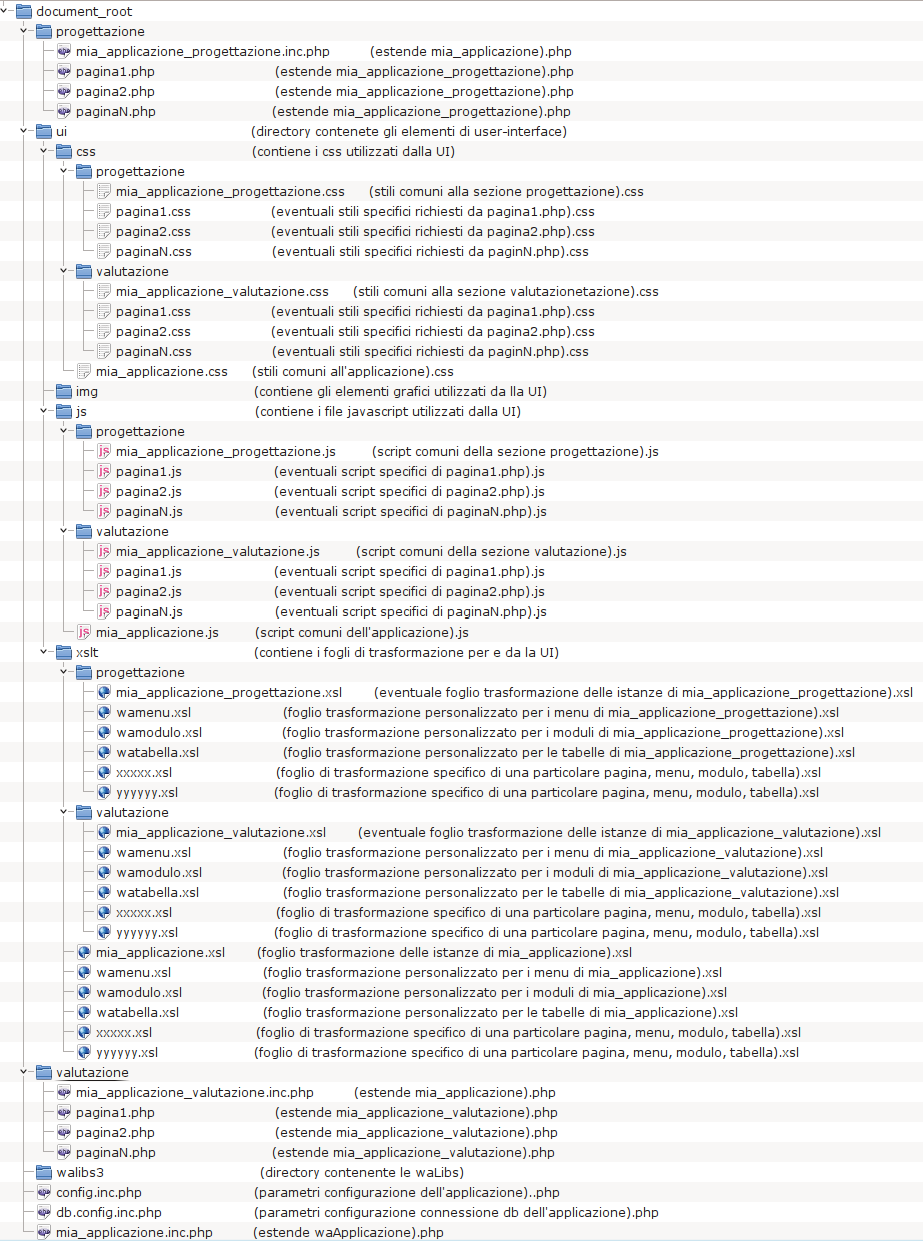 document_root
progettazione
mia_applicazione_progettazione.inc.php (estende mia_applicazione).php
pagina1.php (estende mia_applicazione_progettazione).php
pagina2.php (estende mia_applicazione_progettazione).php
paginaN.php (estende mia_applicazione_progettazione).php
ui (directory contenete gli elementi di user-interface)
css (contiene i css utilizzati dalla UI)
progettazione
mia_applicazione_progettazione.css (stili comuni alla sezione progettazione).css
pagina1.css (eventuali stili specifici richiesti da pagina1.php).css
pagina2.css (eventuali stili specifici richiesti da pagina2.php).css
paginaN.css (eventuali stili specifici richiesti da paginN.php).css
valutazione
mia_applicazione_valutazione.css (stili comuni alla sezione valutazionetazione).css
pagina1.css (eventuali stili specifici richiesti da pagina1.php).css
pagina2.css (eventuali stili specifici richiesti da pagina2.php).css
paginaN.css (eventuali stili specifici richiesti da paginN.php).css
mia_applicazione.css (stili comuni all'applicazione).css
img (contiene gli elementi grafici utilizzati da lla UI)
js (contiene i file javascript utilizzati dalla UI)
progettazione
js mia_applicazione_progettazione.js (script comuni della sezione progettazione).js
js pagina1.js (eventuali script specifici di pagina1.php).js
js pagina2.js (eventuali script specifici di pagina2.php).js
js paginaN.js (eventuali script specifici di paginaN.php).js
valutazione
js mia_applicazione_valutazione.js (script comuni della sezione valutazione).js
js pagina1.js (eventuali script specifici di pagina1.php).js
js pagina2.js (eventuali script specifici di pagina2.php).js
js paginaN.js (eventuali script specifici di paginaN.php).js
js mia_applicazione.js (script comuni dell'applicazione).js
xslt (contiene i fogli di trasformazione per e da la UI)
progettazione
mia_applicazione_progettazione.xsl (eventuale foglio trasformazione delle istanze di mia_applicazione_progettazione).xsl
wamenu.xsl (foglio trasformazione personalizzato per i menu di mia_applicazione_progettazione).xsl
wamodulo.xsl (foglio trasformazione personalizzato per i moduli di mia_applicazione_progettazione).xsl
watabella.xsl (foglio trasformazione personalizzato per le tabelle di mia_applicazione_progettazione).xsl
xxxxx.xsl (foglio di trasformazione specifico di una particolare pagina, menu, modulo, tabella).xsl
yyyyyy.xsl (foglio di trasformazione specifico di una particolare pagina, menu, modulo, tabella).xsl
valutazione
mia_applicazione_valutazione.xsl (eventuale foglio trasformazione delle istanze di mia_applicazione_valutazione).xsl
wamenu.xsl (foglio trasformazione personalizzato per i menu di mia_applicazione_valutazione).xsl
wamodulo.xsl (foglio trasformazione personalizzato per i moduli di mia_applicazione_valutazione).xsl
watabella.xsl (foglio trasformazione personalizzato per le tabelle di mia_applicazione_valutazione).xsl
xxxxx.xsl (foglio di trasformazione specifico di una particolare pagina, menu, modulo, tabella).xsl
yyyyyy.xsl (foglio di trasformazione specifico di una particolare pagina, menu, modulo, tabella).xsl
mia_applicazione.xsl (foglio trasformazione delle istanze di mia_applicazione).xsl
wamenu.xsl (foglio trasformazione personalizzato per i menu di mia_applicazione).xsl
wamodulo.xsl (foglio trasformazione personalizzato per i moduli di mia_applicazione).xsl
watabella.xsl (foglio trasformazione personalizzato per le tabelle di mia_applicazione).xsl
xxxxx.xsl (foglio di trasformazione specifico di una particolare pagina, menu, modulo, tabella).xsl
yyyyyy.xsl (foglio di trasformazione specifico di una particolare pagina, menu, modulo, tabella).xsl
valutazione
mia_applicazione_valutazione.inc.php (estende mia_applicazione).php
pagina1.php (estende mia_applicazione_valutazione).php
pagina2.php (estende mia_applicazione_valutazione).php
paginaN.php (estende mia_applicazione_valutazione).php
walibs3 (directory contenente le waLibs)
config.inc.php (parametri configurazione dell'applicazione)..php
db.config.inc.php (parametri configurazione connessione db dell'applicazione).php
mia_applicazione.inc.php (estende waApplicazione).php